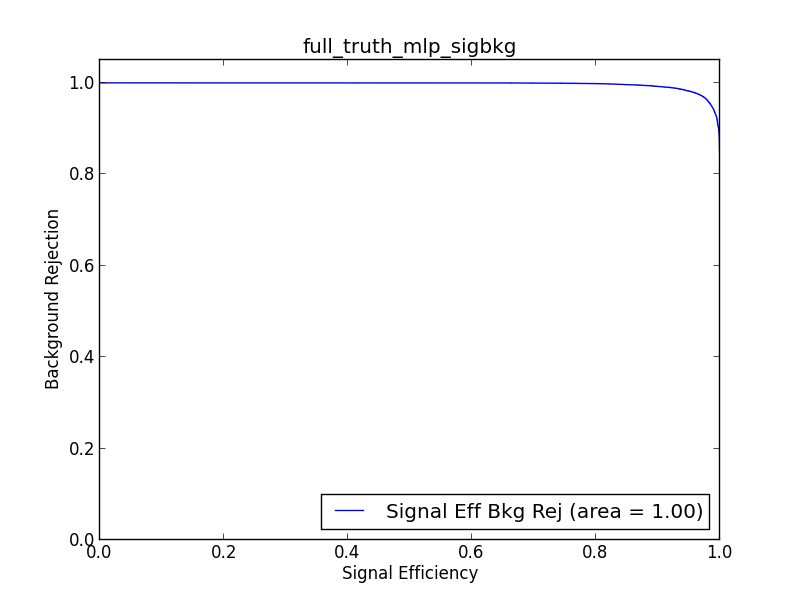 full_truth_mlp_sigbkg
1.0
0.8
0.6
0.4
0.2
0.0
Background Rejection
Signal Eff Bkg Rej (area = 1.00)
0.0 0.2 0.4 0.6 0.8 1.0
Signal Efficiency